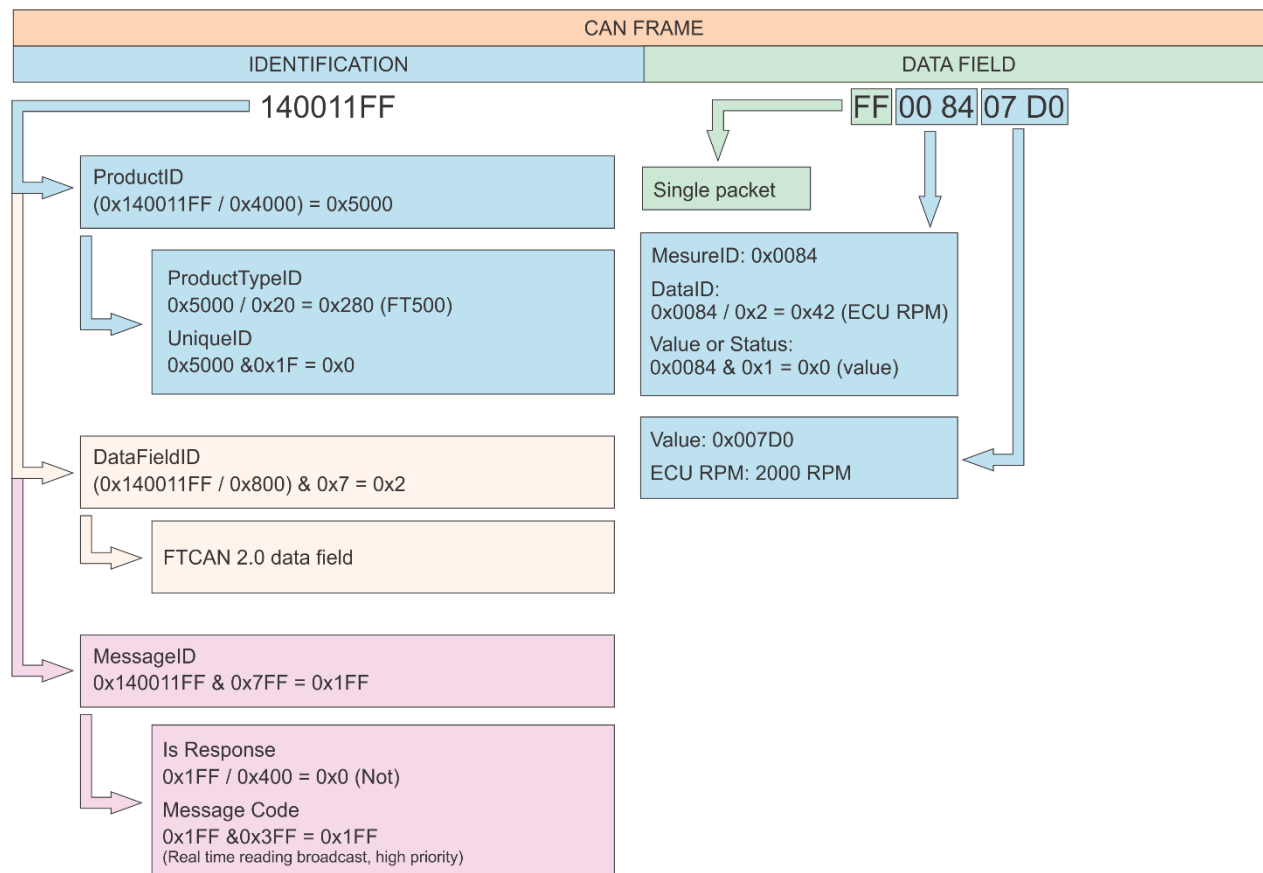 CAN FRAME
IDENTIFICATION
DATA FIELD
140011FF
FF 00 84 07 D0
ProductID
(0x140011FF / 0x4000) = 0x5000
ProductTypeID
0x5000 / 0x20 = 0x280 (FT500)
UniqueID
0x5000 &0x1F = 0x0
DataFieldID
(0x140011FF / 0x800) & 0x7 = 0x2
FTCAN 2.0 data field
MessageID
0x140011FF & 0x7FF = 0x1FF
Is Response
0x1FF / 0x400 = 0x0 (Not)
Message Code
0x1FF &0x3FF = 0x1FF
(Real time reading broadcast, high priority)
Single packet
MesureID: 0x0084
DataID:
0x0084 / 0x2 = 0x42 (ECU RPM)
Value or Status:
0x0084 & 0x1 = 0x0 (value)
Value: 0x007D0
ECU RPM: 2000 RPM